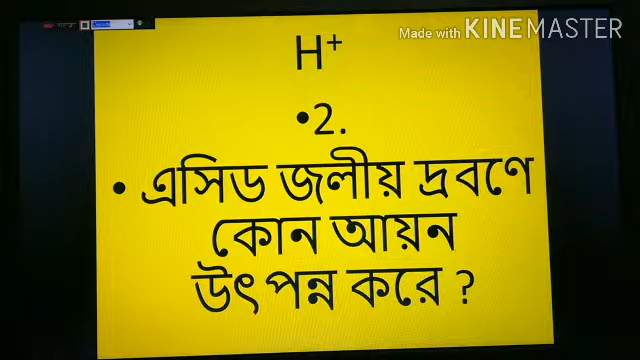 Made with KINEMASTER
H⁺
•2.
• এসিড জলীয় দ্রবণে
কোন আয়ন
উৎপন্ন করে ?